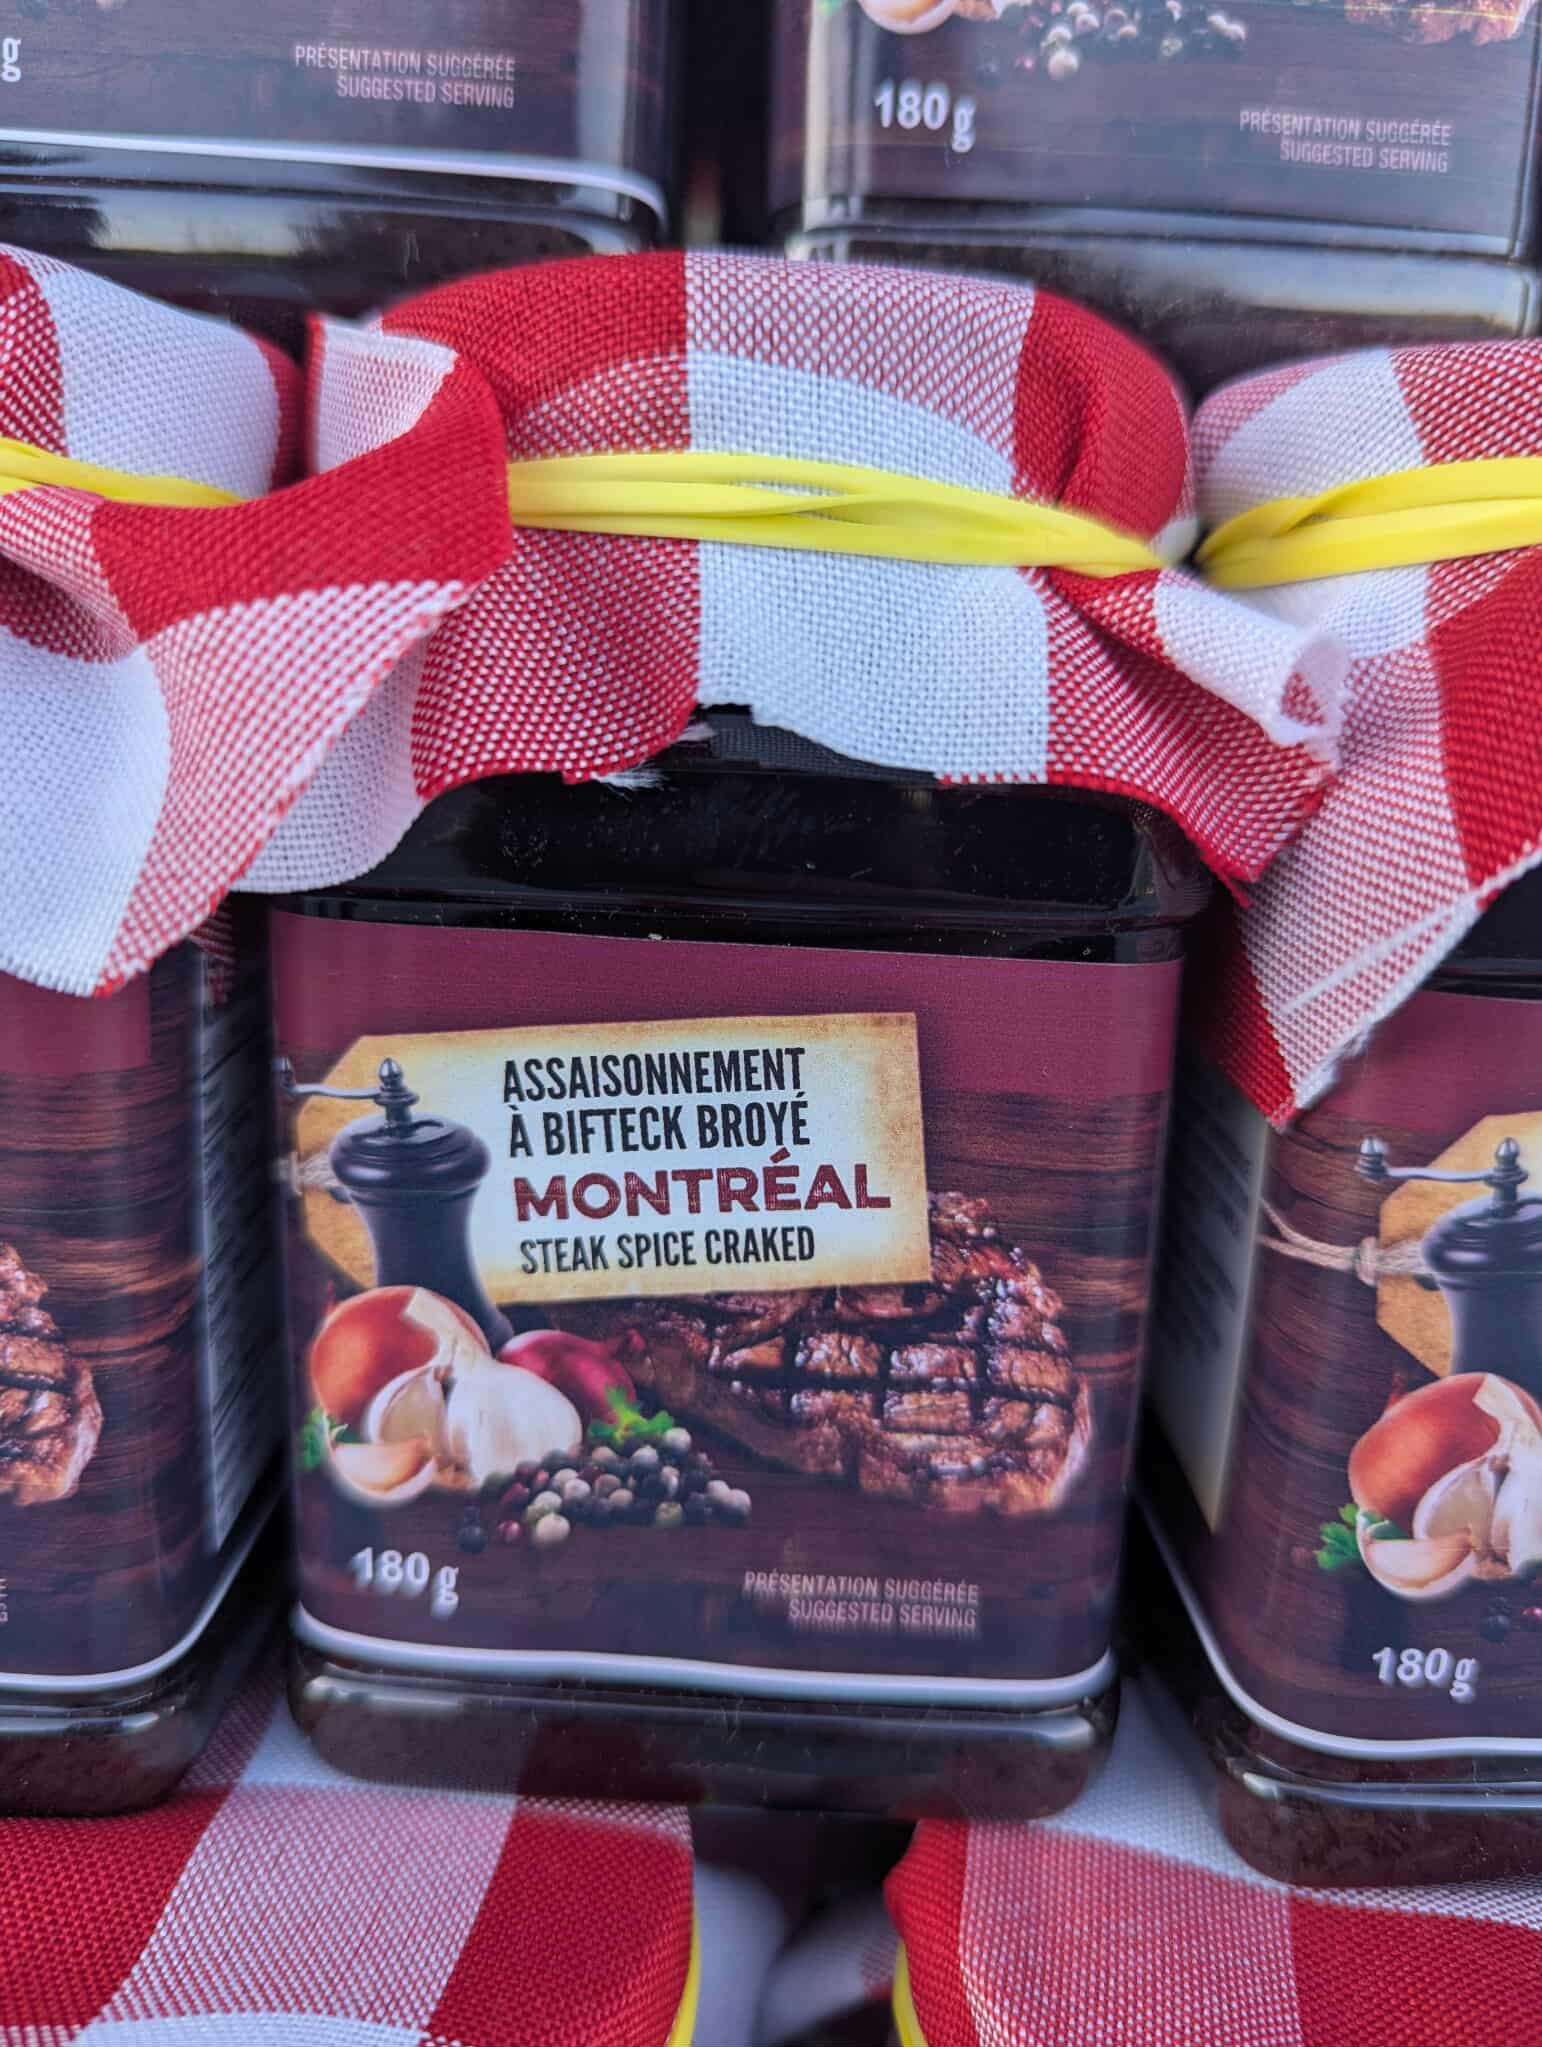 g
PRÉSENTATION SUGGÉRÉE
SUGGESTED SERVING
180 g
PRÉSENTATION SUGGÉRÉE
SUGGESTED SERVING
ASSAISONNEMENT
À BIFTECK BROYÉ
MONTRÉAL
STEAK SPICE CRAKED
180 g
PRÉSENTATION SUGGÉRÉE
SUGGESTED SERVING
180 g